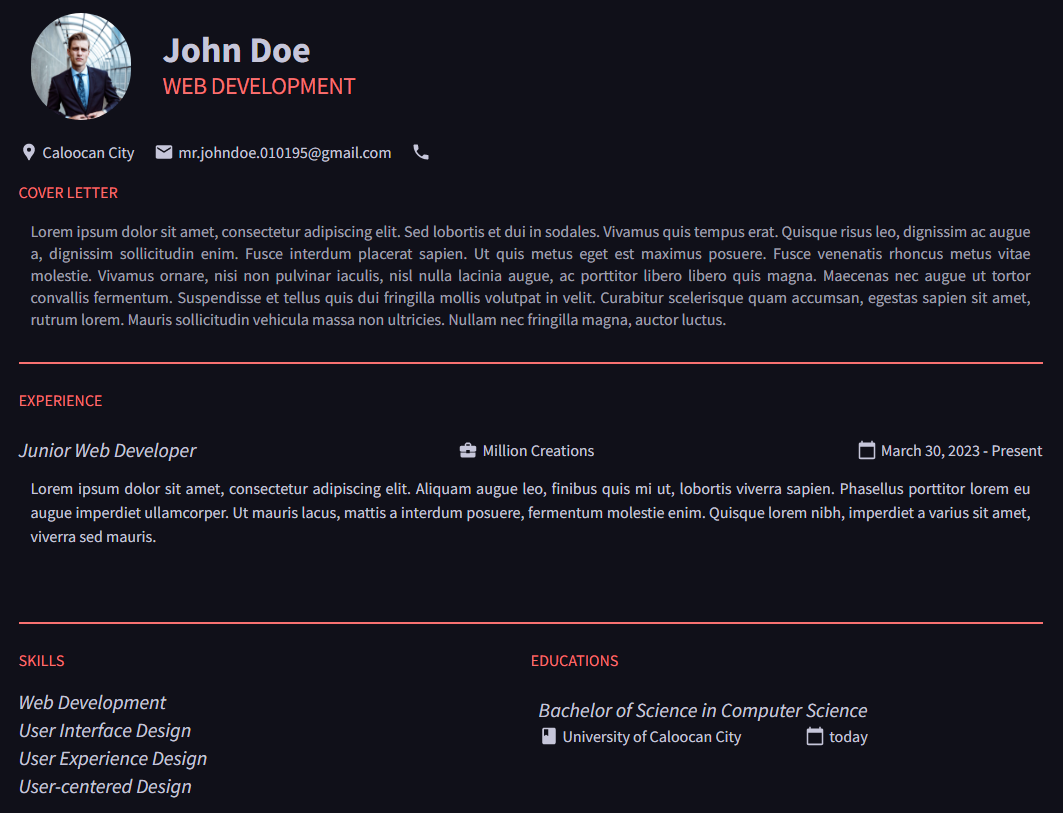 John Doe
WEB DEVELOPMENT
Caloocan City mr.johndoe.010195@gmail.com
COVER LETTER
Lorem ipsum dolor sit amet, consectetur adipiscing elit. Sed lobortis et dui in sodales. Vivamus quis tempus erat. Quisque risus leo, dignissim ac augue
a, dignissim sollicitudin enim. Fusce interdum placerat sapien. Ut quis metus eget est maximus posuere. Fusce venenatis rhoncus metus vitae
molestie. Vivamus ornare, nisi non pulvinar iaculis, nisl nulla lacinia augue, ac porttitor libero libero quis magna. Maecenas nec augue ut tortor
convallis fermentum. Suspendisse et tellus quis dui fringilla mollis volutpat in velit. Curabitur scelerisque quam accumsan, egestas sapien sit amet,
rutrum lorem. Mauris sollicitudin vehicula massa non ultricies. Nullam nec fringilla magna, auctor luctus.
EXPERIENCE
Junior Web Developer Million Creations March 30, 2023 - Present
Lorem ipsum dolor sit amet, consectetur adipiscing elit. Aliquam augue leo, finibus quis mi ut, lobortis viverra sapien. Phasellus porttitor lorem eu
augue imperdiet ullamcorper. Ut mauris lacus, mattis a interdum posuere, fermentum molestie enim. Quisque lorem nibh, imperdiet a varius sit amet,
viverra sed mauris.
SKILLS
Web Development
User Interface Design
User Experience Design
User-centered Design
EDUCATIONS
Bachelor of Science in Computer Science
University of Caloocan City today